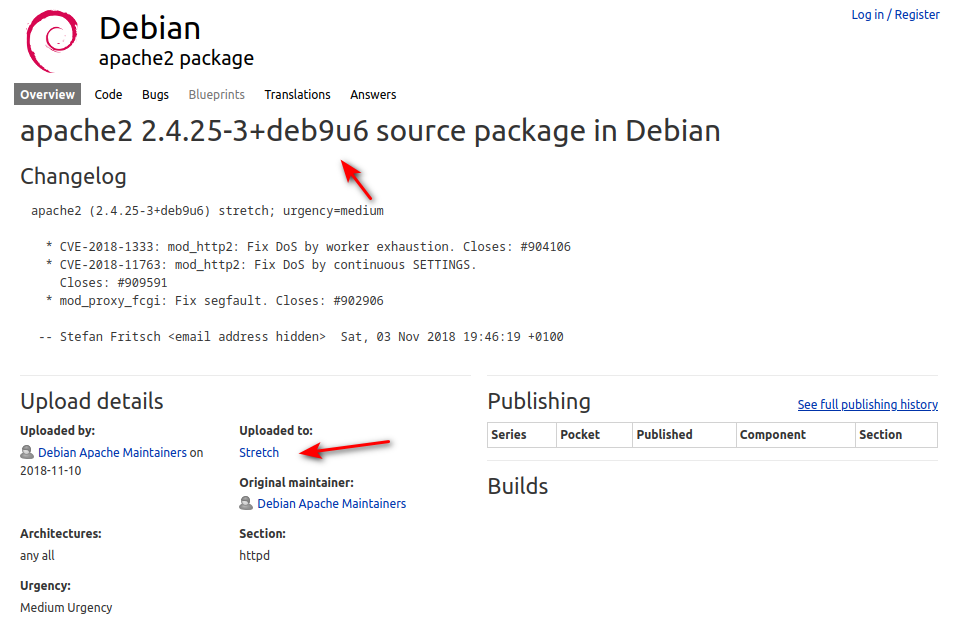 Log in / Register
Debian
apache2 package
Overview Code Bugs Blueprints Translations Answers
apache2 2.4.25-3+deb9u6 source package in Debian
Changelog
apache2 (2.4.25-3+deb9u6) stretch; urgency=medium
* CVE-2018-1333: mod_http2: Fix DoS by worker exhaustion. Closes: #904106
* CVE-2018-11763: mod_http2: Fix DoS by continuous SETTINGS.
Closes: #909591
* mod_proxy_fcgi: Fix segfault. Closes: #902906
-- Stefan Fritsch <email address hidden>  Sat, 03 Nov 2018 19:46:19 +0100
Upload details
Uploaded by:
Debian Apache Maintainers on
2018-11-10
Uploaded to:
Stretch
Original maintainer:
Debian Apache Maintainers
Architectures:
any all
Section:
httpd
Urgency:
Medium Urgency
Publishing
See full publishing history
Series Pocket Published Component Section
Builds